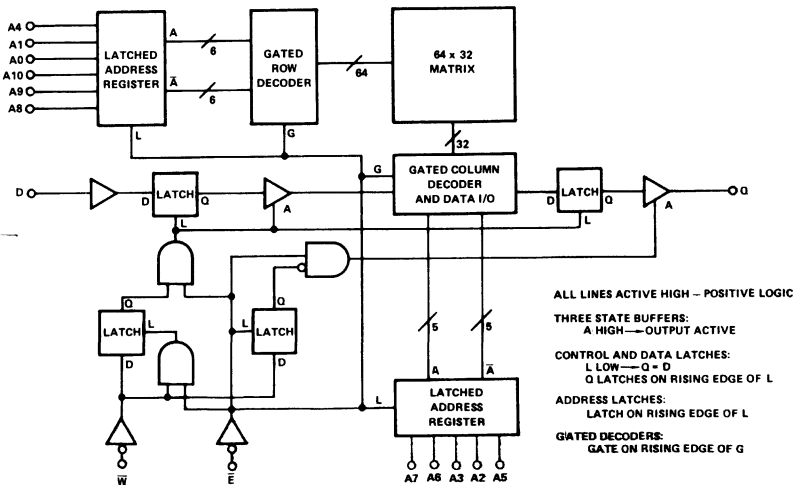 A4
A1
A0
A10
A9
A8
LATCHED
ADDRESS
REGISTER
A
6
A̅
6
L
GATED
ROW
DECODER
G
64
64 x 32
MATRIX
32
D
D
LATCH
Q
L
A
G
GATED COLUMN
DECODER
AND DATA I/O
D
LATCH
Q
L
A
Q
Q
LATCH
L
D
Q
L
LATCH
D
5
5
A
A̅
L
LATCHED
ADDRESS
REGISTER
A7
A6
A3
A2
A5
W̅
E̅
ALL LINES ACTIVE HIGH – POSITIVE LOGIC
THREE STATE BUFFERS:
A HIGH → OUTPUT ACTIVE
CONTROL AND DATA LATCHES:
L LOW → Q = D
Q LATCHES ON RISING EDGE OF L
ADDRESS LATCHES:
LATCH ON RISING EDGE OF L
GATED DECODERS:
GATE ON RISING EDGE OF G